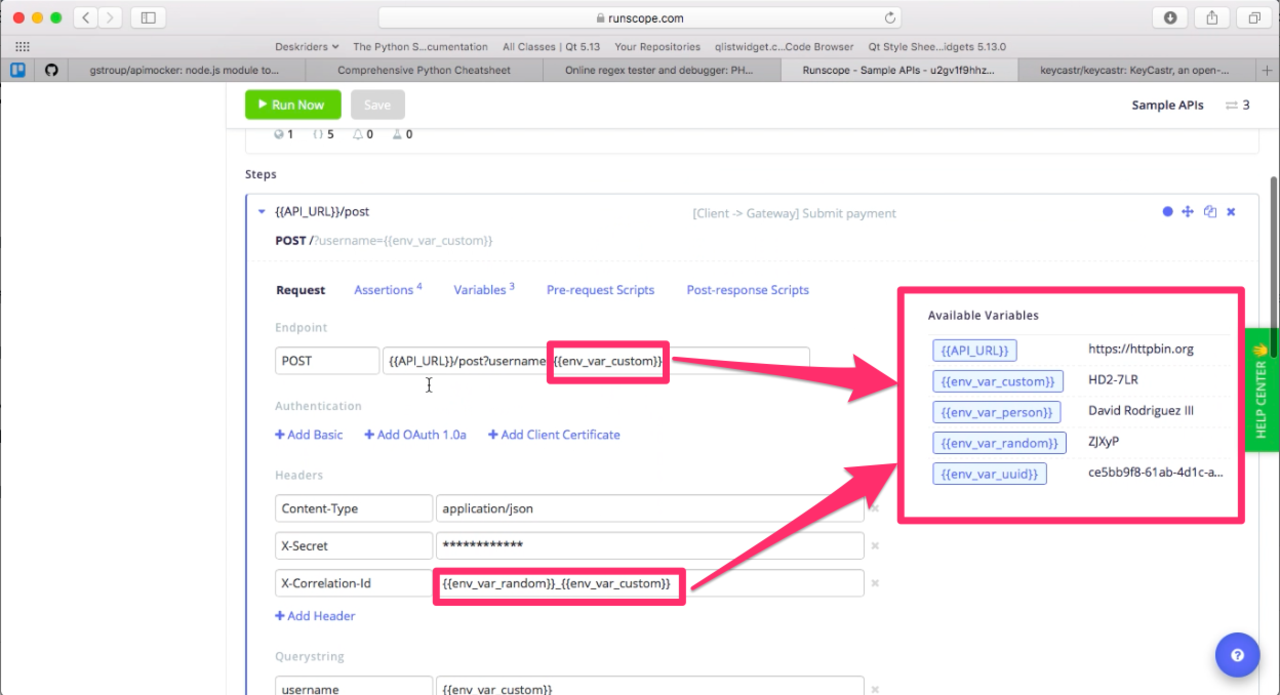 runscope.com
Deskriders The Python S...cumentation All Classes | Qt 5.13 Your Repositories qlistwidget.c...Code Browser Qt Style Shee...idgets 5.13.0
gstroup/apimocker: node.js module to... Comprehensive Python Cheatsheet Online regex tester and debugger: PH... Runscope - Sample APIs - u2gv1f9hhz... keycastr/keycastr: KeyCastr, an open-...
Run Now Save Sample APIs 3
1 {} 5 0 0
Steps
{{API_URL}}/post [Client -> Gateway] Submit payment
POST /?username={{env_var_custom}}
Request Assertions 4 Variables 3 Pre-request Scripts Post-response Scripts
Endpoint
POST {{API_URL}}/post?username {{env_var_custom}}
Authentication
+ Add Basic + Add OAuth 1.0a + Add Client Certificate
Headers
Content-Type application/json
X-Secret ************
X-Correlation-Id {{env_var_random}}_{{env_var_custom}}
+ Add Header
Querystring
username {{env_var_custom}}
Available Variables
{{API_URL}} https://httpbin.org
{{env_var_custom}} HD2-7LR
{{env_var_person}} David Rodriguez III
{{env_var_random}} ZJXyP
{{env_var_uuid}} ce5bb9f8-61ab-4d1c-a...
HELP CENTER 👋
?